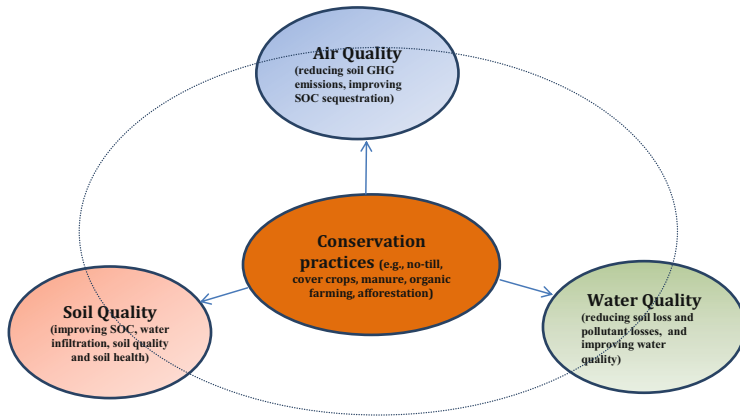 Air Quality
(reducing soil GHG
emissions, improving
SOC sequestration)
Conservation
practices (e.g., no-till,
cover crops, manure, organic
farming, afforestation)
Soil Quality
(improving SOC, water
infiltration, soil quality
and soil health)
Water Quality
(reducing soil loss and
pollutant losses, and
improving water
quality)